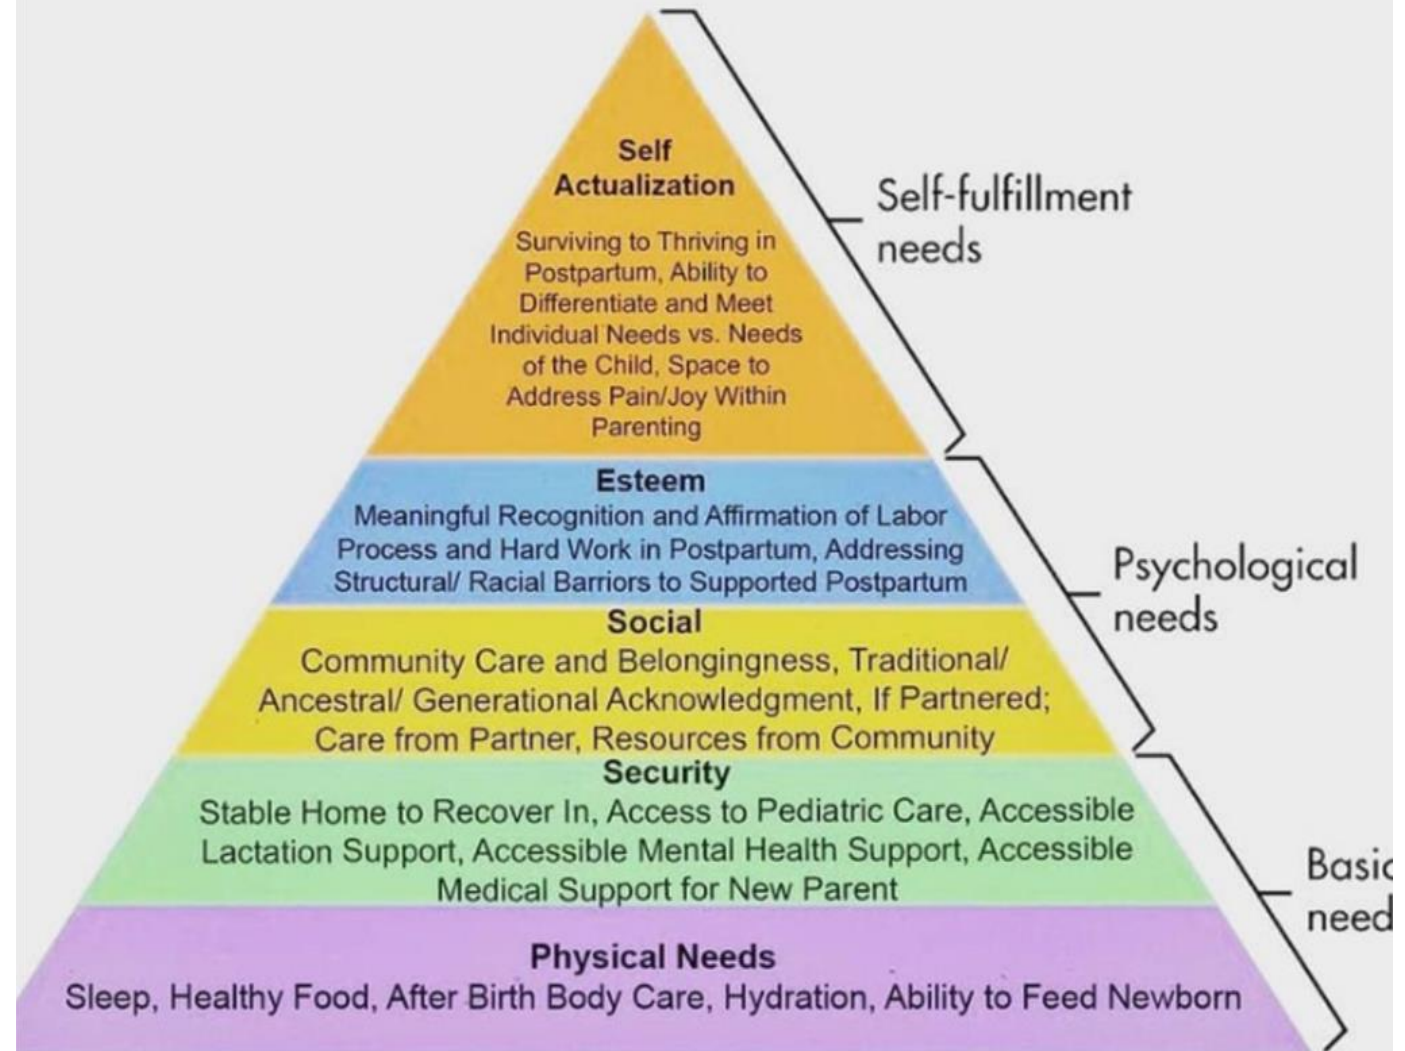 Self
Actualization
Surviving to Thriving in
Postpartum, Ability to
Differentiate and Meet
Individual Needs vs. Needs
of the Child, Space to
Address Pain/Joy Within
Parenting
Self-fulfillment
needs
Esteem
Meaningful Recognition and Affirmation of Labor
Process and Hard Work in Postpartum, Addressing
Structural/ Racial Barriors to Supported Postpartum
Psychological
needs
Social
Community Care and Belongingness, Traditional/
Ancestral/ Generational Acknowledgment, If Partnered;
Care from Partner, Resources from Community
Security
Stable Home to Recover In, Access to Pediatric Care, Accessible
Lactation Support, Accessible Mental Health Support, Accessible
Medical Support for New Parent
Basic
need
Physical Needs
Sleep, Healthy Food, After Birth Body Care, Hydration, Ability to Feed Newborn